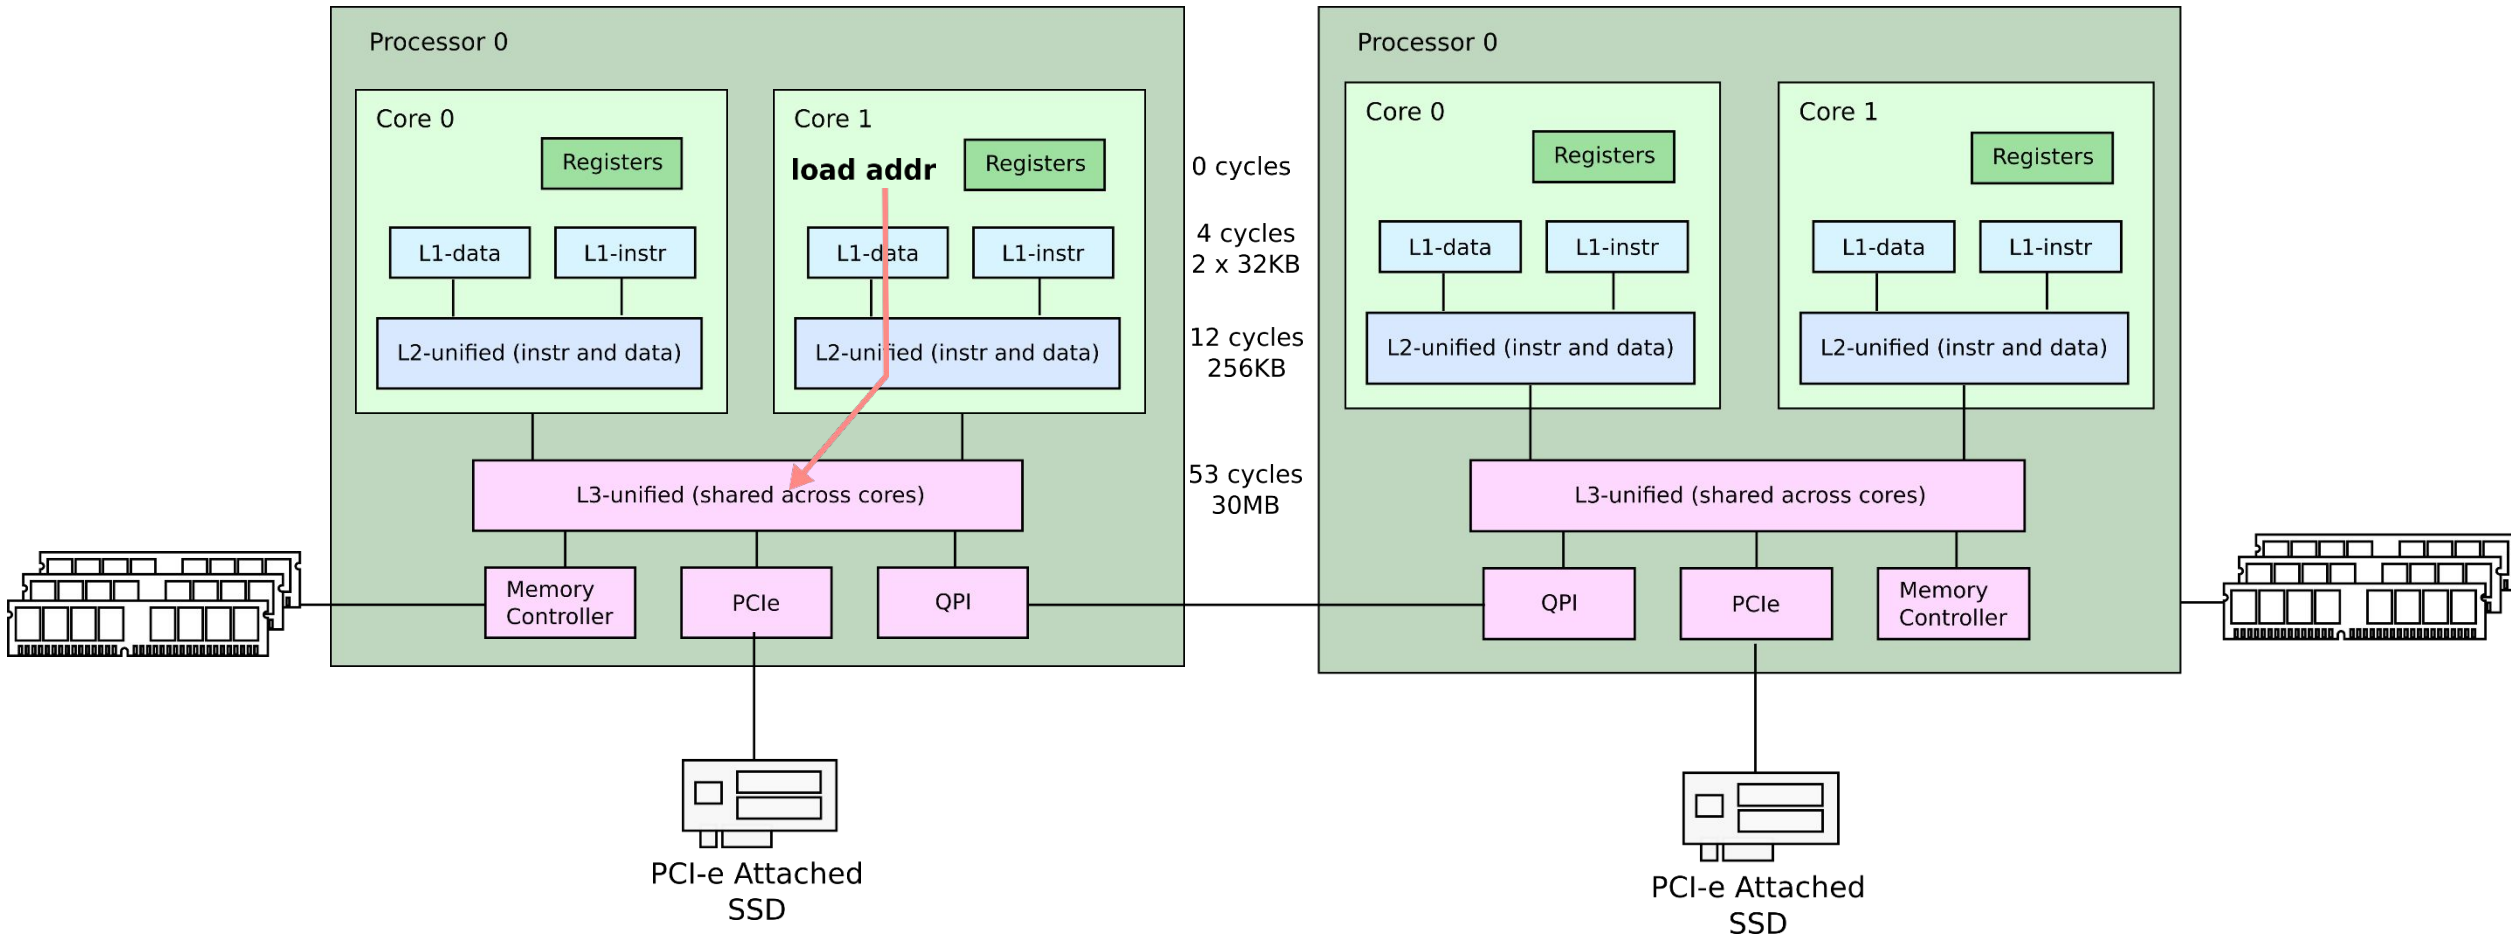 Processor 0
Core 0
Registers
L1-data
L1-instr
L2-unified (instr and data)
Core 1
load addr
Registers
L1-data
L1-instr
L2-unified (instr and data)
L3-unified (shared across cores)
Memory
Controller
PCIe
QPI
PCI-e Attached
SSD
0 cycles
4 cycles
2 x 32KB
12 cycles
256KB
53 cycles
30MB
Processor 0
Core 0
Registers
L1-data
L1-instr
L2-unified (instr and data)
Core 1
Registers
L1-data
L1-instr
L2-unified (instr and data)
L3-unified (shared across cores)
QPI
PCIe
Memory
Controller
PCI-e Attached
SSD